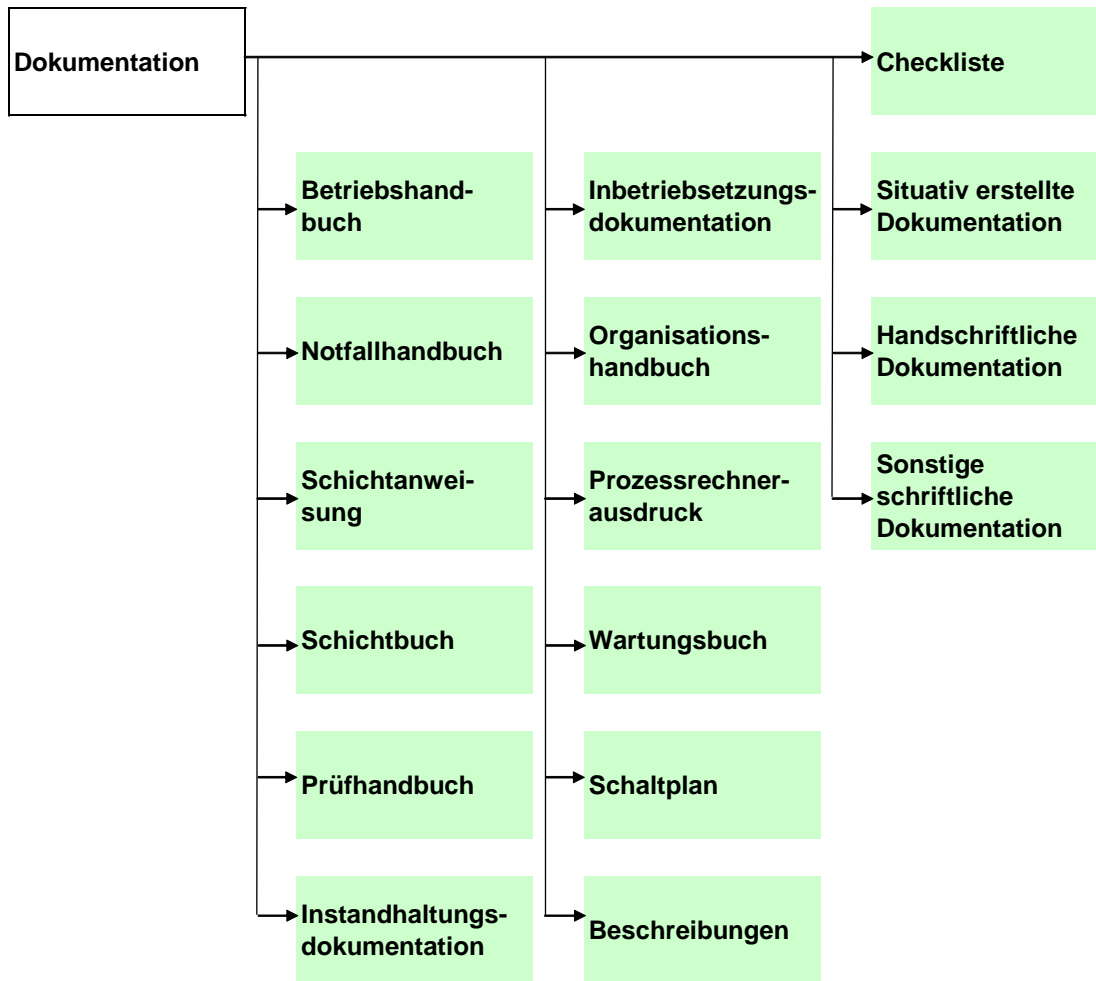 Dokumentation
Checkliste
Betriebshand-
buch
Inbetriebsetzungs-
dokumentation
Situativ erstellte
Dokumentation
Notfallhandbuch
Organisations-
handbuch
Handschriftliche
Dokumentation
Schichtanwei-
sung
Prozessrechner-
ausdruck
Sonstige
schriftliche
Dokumentation
Schichtbuch
Wartungsbuch
Prüfhandbuch
Schaltplan
Instandhaltungs-
dokumentation
Beschreibungen